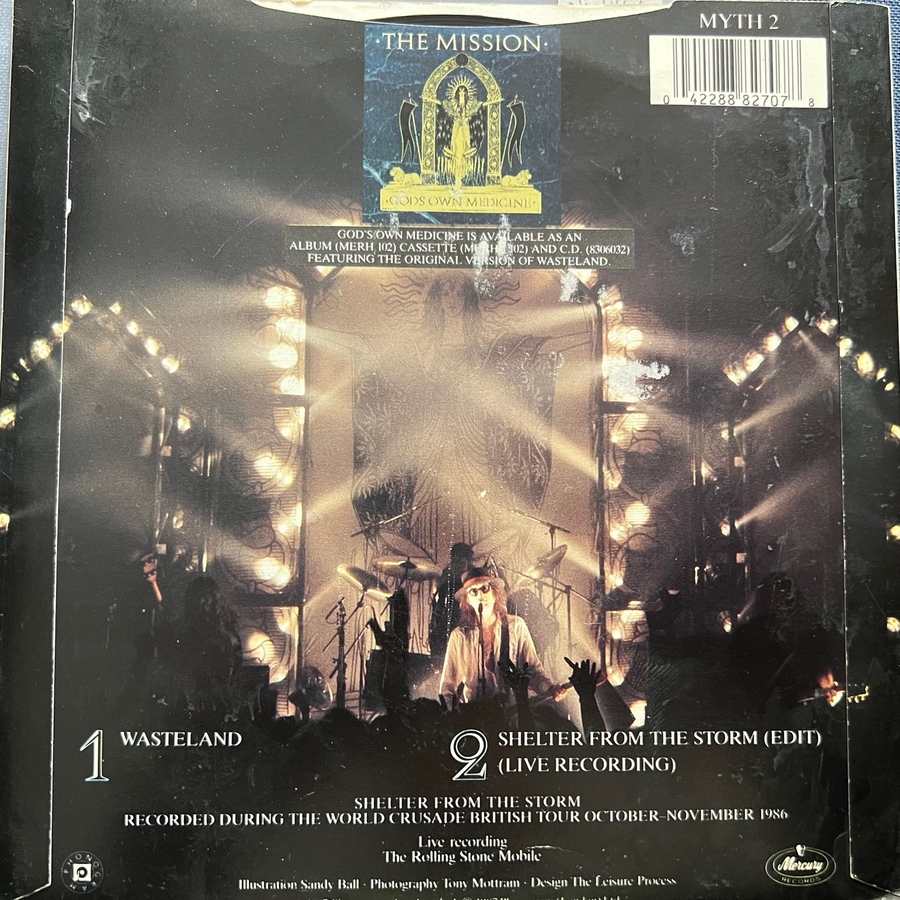 MYTH 2
0 42288 82707 8
·THE MISSION·
·GODS OWN MEDICINE·
GOD'S OWN MEDICINE IS AVAILABLE AS AN
ALBUM (MERH 102) CASSETTE (MERHC 102) AND C.D. (8306032)
FEATURING THE ORIGINAL VERSION OF WASTELAND.
1 WASTELAND
2 SHELTER FROM THE STORM (EDIT)
(LIVE RECORDING)
SHELTER FROM THE STORM
RECORDED DURING THE WORLD CRUSADE BRITISH TOUR OCTOBER–NOVEMBER 1986
Live recording
The Rolling Stone Mobile
Mercury
RECORDS
Illustration Sandy Ball · Photography Tony Mottram · Design The Leisure Process